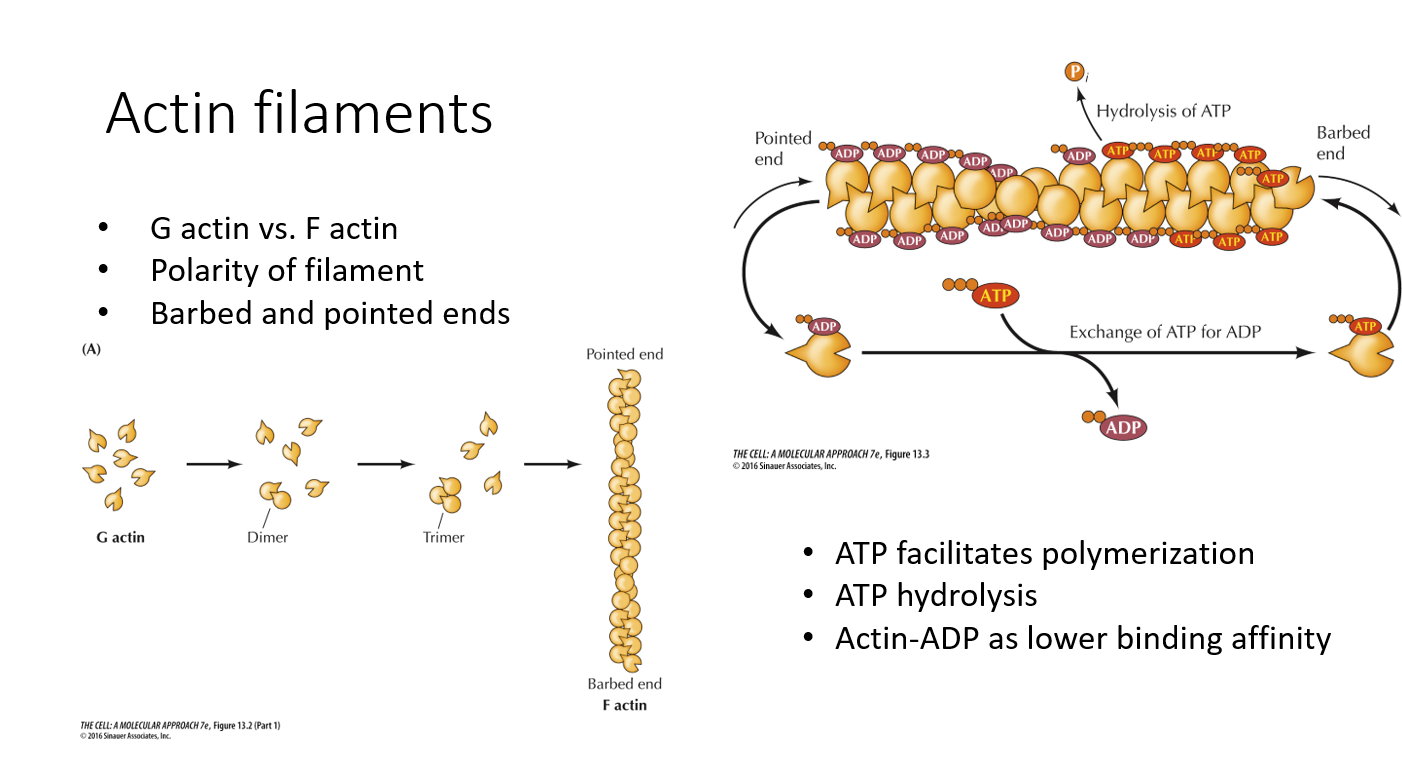 Actin filaments
• G actin vs. F actin
• Polarity of filament
• Barbed and pointed ends
(A)
G actin
Dimer
Trimer
Pointed end
Barbed end
F actin
THE CELL: A MOLECULAR APPROACH 7e, Figure 13.2 (Part 1)
© 2016 Sinauer Associates, Inc.
Pi
Hydrolysis of ATP
Pointed
end
Barbed
end
ADP
ADP
ADP
ADP
ADP
ADP
ATP
ATP
ATP
ATP
ATP
ADP
ADP
ADP
AD
ADP
ADP
ADP
ADP
ATP
ATP
ATP
ATP
ADP
Exchange of ATP for ADP
ATP
ADP
THE CELL: A MOLECULAR APPROACH 7e, Figure 13.3
© 2016 Sinauer Associates, Inc.
• ATP facilitates polymerization
• ATP hydrolysis
• Actin-ADP as lower binding affinity